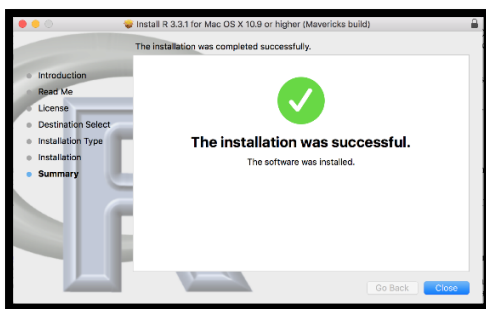 Install R 3.3.1 for Mac OS X 10.9 or higher (Mavericks build)
The installation was completed successfully.
Introduction
Read Me
License
Destination Select
Installation Type
Installation
Summary
The installation was successful.
The software was installed.
Go Back
Close